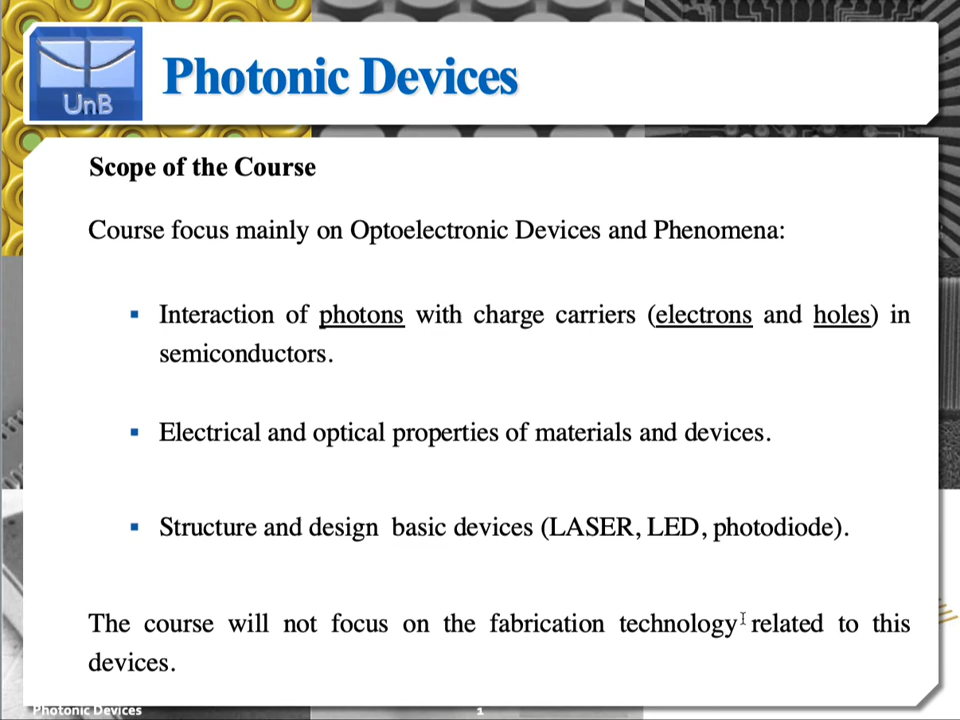 UnB
Photonic Devices
Scope of the Course
Course focus mainly on Optoelectronic Devices and Phenomena:
▪ Interaction of photons with charge carriers (electrons and holes) in
semiconductors.
▪ Electrical and optical properties of materials and devices.
▪ Structure and design basic devices (LASER, LED, photodiode).
The course will not focus on the fabrication technology related to this
devices.
Photonic Devices
1